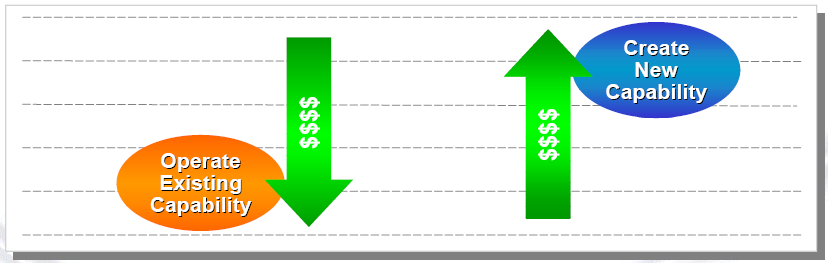 Create
New
Capability
$$$$
$$$$
Operate
Existing
Capability